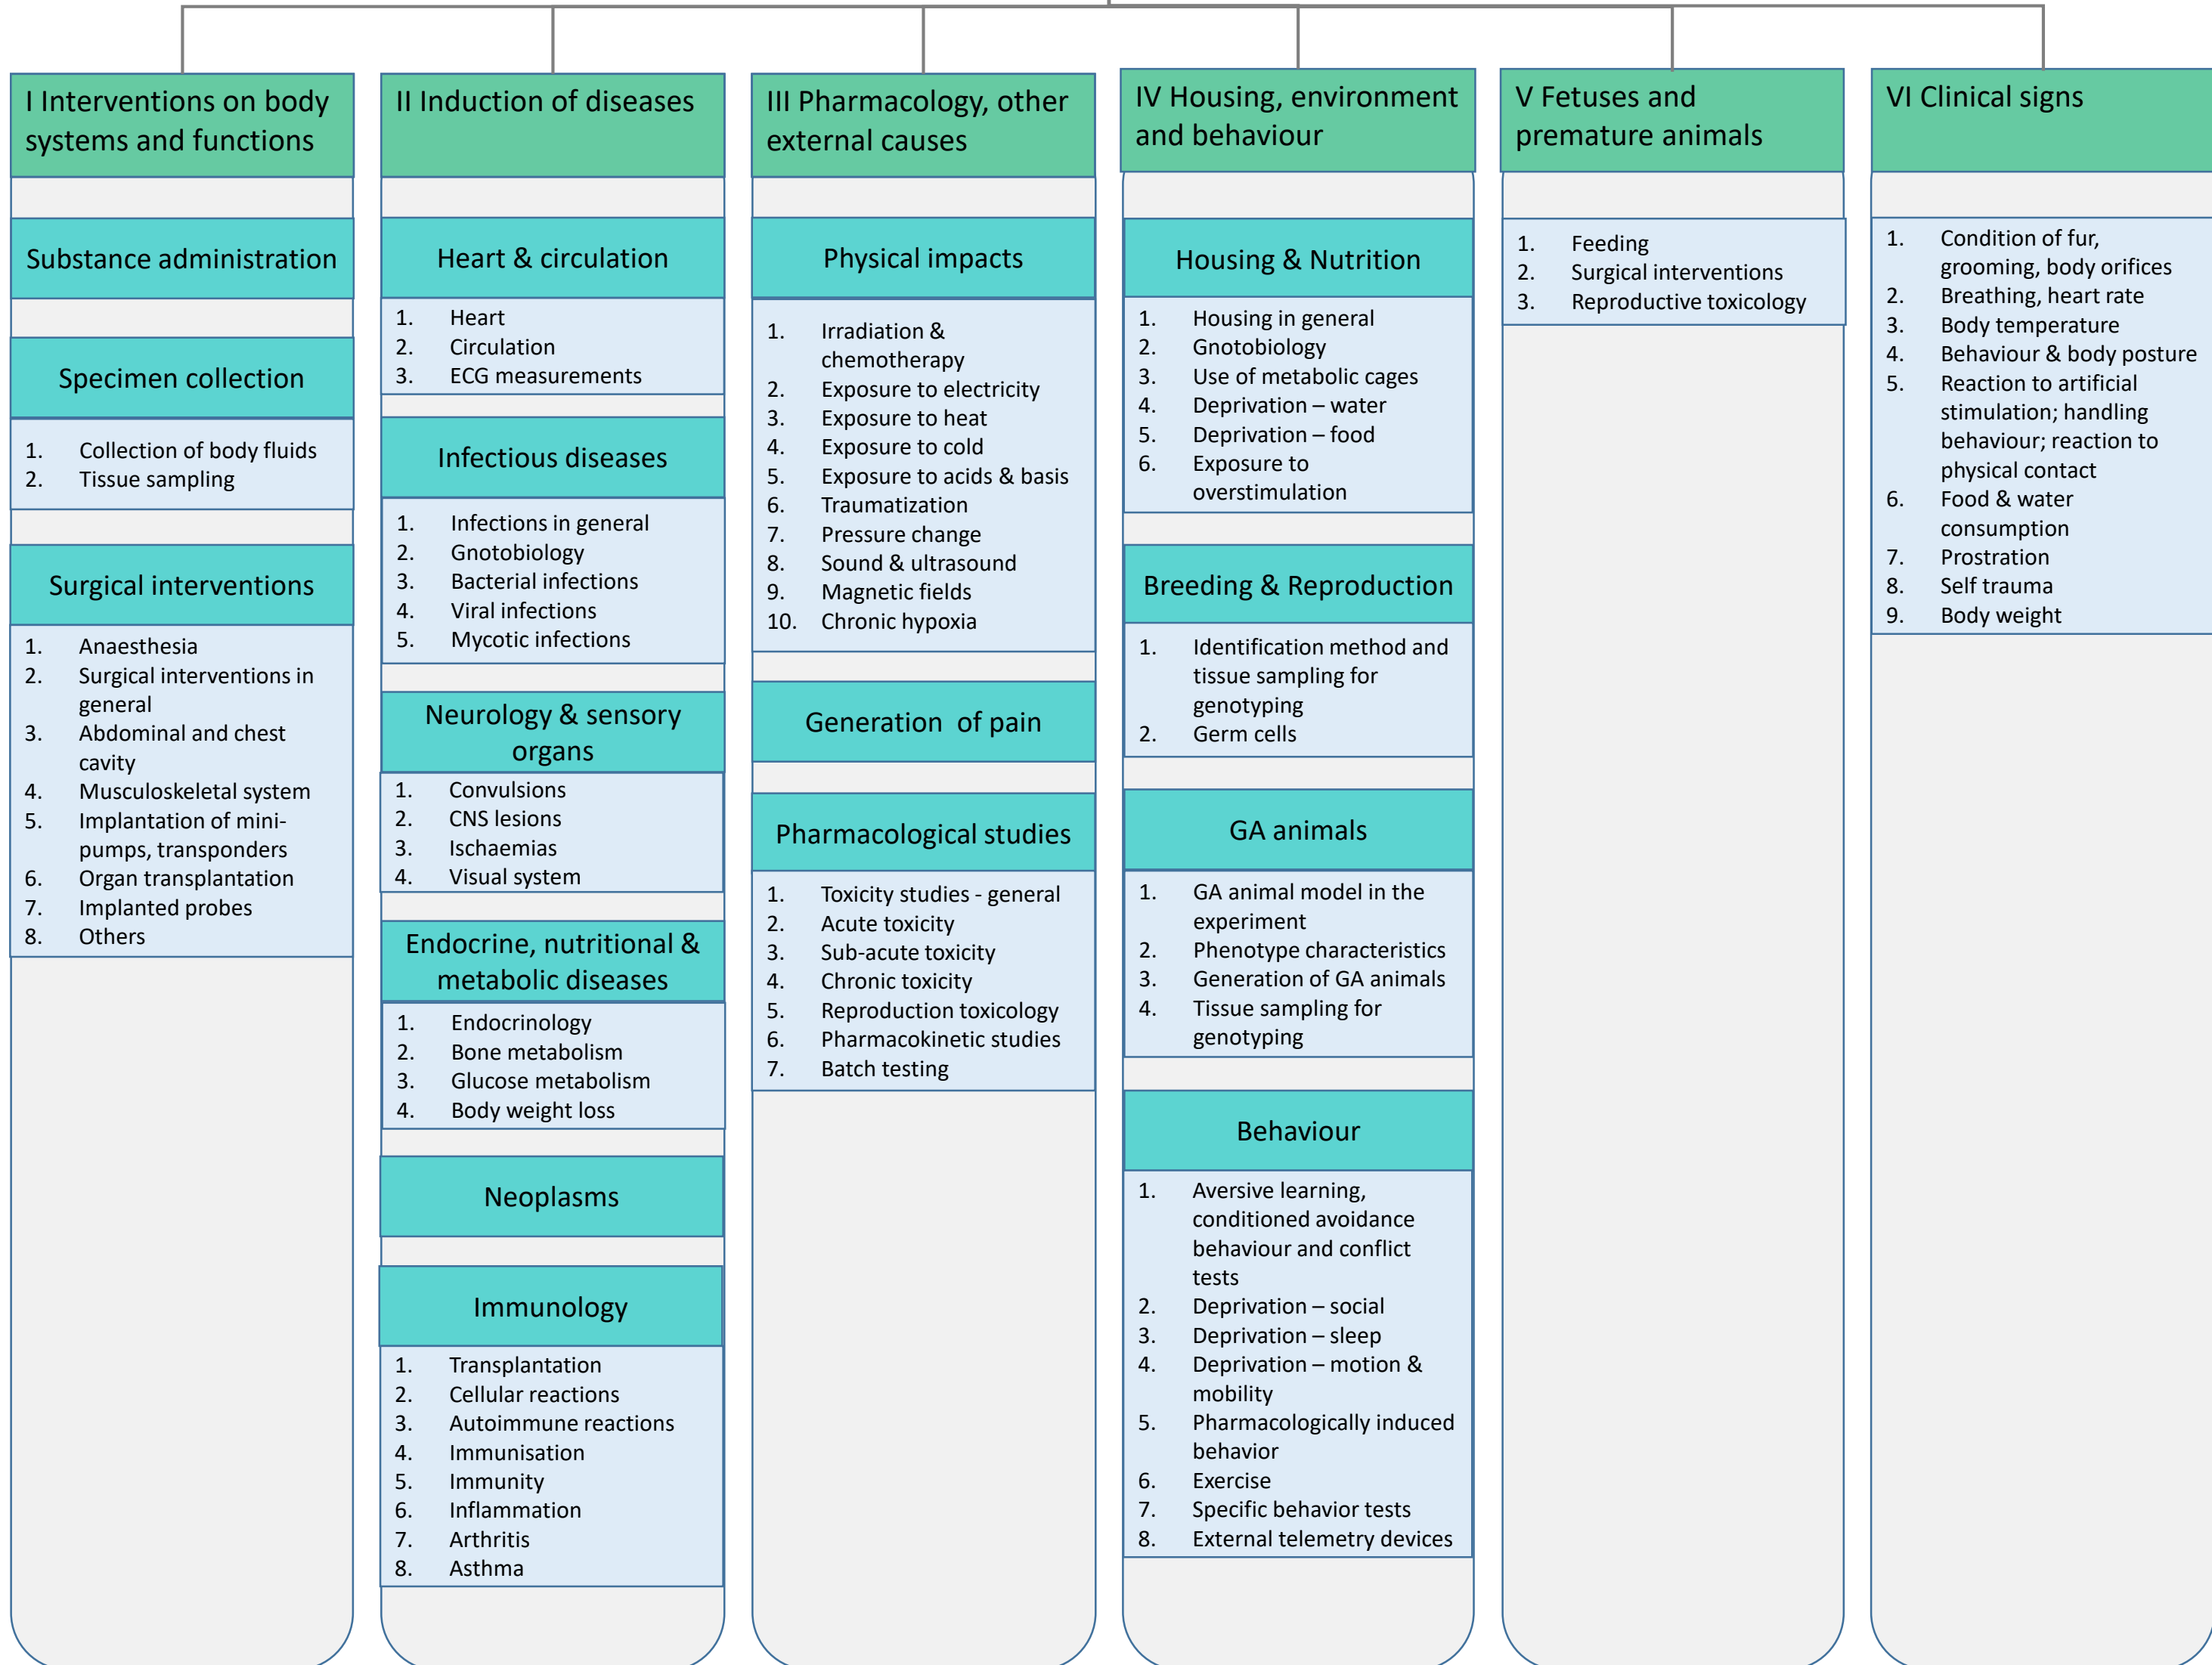 I Interventions on body
systems and functions
Substance administration
Specimen collection
1. Collection of body fluids
2. Tissue sampling
Surgical interventions
1. Anaesthesia
2. Surgical interventions in
general
3. Abdominal and chest
cavity
4. Musculoskeletal system
5. Implantation of mini-
pumps, transponders
6. Organ transplantation
7. Implanted probes
8. Others
II Induction of diseases
Heart & circulation
1. Heart
2. Circulation
3. ECG measurements
Infectious diseases
1. Infections in general
2. Gnotobiology
3. Bacterial infections
4. Viral infections
5. Mycotic infections
Neurology & sensory
organs
1. Convulsions
2. CNS lesions
3. Ischaemias
4. Visual system
Endocrine, nutritional &
metabolic diseases
1. Endocrinology
2. Bone metabolism
3. Glucose metabolism
4. Body weight loss
Neoplasms
Immunology
1. Transplantation
2. Cellular reactions
3. Autoimmune reactions
4. Immunisation
5. Immunity
6. Inflammation
7. Arthritis
8. Asthma
III Pharmacology, other
external causes
Physical impacts
1. Irradiation &
chemotherapy
2. Exposure to electricity
3. Exposure to heat
4. Exposure to cold
5. Exposure to acids & basis
6. Traumatization
7. Pressure change
8. Sound & ultrasound
9. Magnetic fields
10. Chronic hypoxia
Generation of pain
Pharmacological studies
1. Toxicity studies - general
2. Acute toxicity
3. Sub-acute toxicity
4. Chronic toxicity
5. Reproduction toxicology
6. Pharmacokinetic studies
7. Batch testing
IV Housing, environment
and behaviour
Housing & Nutrition
1. Housing in general
2. Gnotobiology
3. Use of metabolic cages
4. Deprivation – water
5. Deprivation – food
6. Exposure to
overstimulation
Breeding & Reproduction
1. Identification method and
tissue sampling for
genotyping
2. Germ cells
GA animals
1. GA animal model in the
experiment
2. Phenotype characteristics
3. Generation of GA animals
4. Tissue sampling for
genotyping
Behaviour
1. Aversive learning,
conditioned avoidance
behaviour and conflict
tests
2. Deprivation – social
3. Deprivation – sleep
4. Deprivation – motion &
mobility
5. Pharmacologically induced
behavior
6. Exercise
7. Specific behavior tests
8. External telemetry devices
V Fetuses and
premature animals
1. Feeding
2. Surgical interventions
3. Reproductive toxicology
VI Clinical signs
1. Condition of fur,
grooming, body orifices
2. Breathing, heart rate
3. Body temperature
4. Behaviour & body posture
5. Reaction to artificial
stimulation; handling
behaviour; reaction to
physical contact
6. Food & water
consumption
7. Prostration
8. Self trauma
9. Body weight